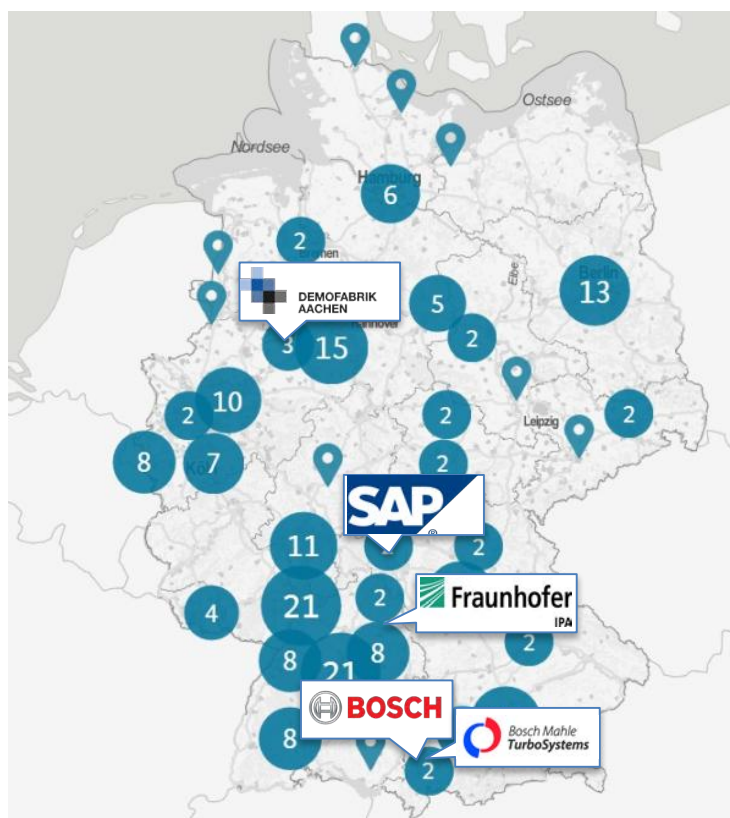 Ostsee
Nordsee
Hamburg
6
2
Bremen
Elbe
Berlin
13
DEMOFABRIK
AACHEN
5
Hannover
3
15
2
10
2
2
Leipzig
2
8
7
Köln
2
SAP
®
11
2
2
21
2
Fraunhofer
IPA
4
8
21
8
2
BOSCH
8
Bosch Mahle
TurboSystems
2